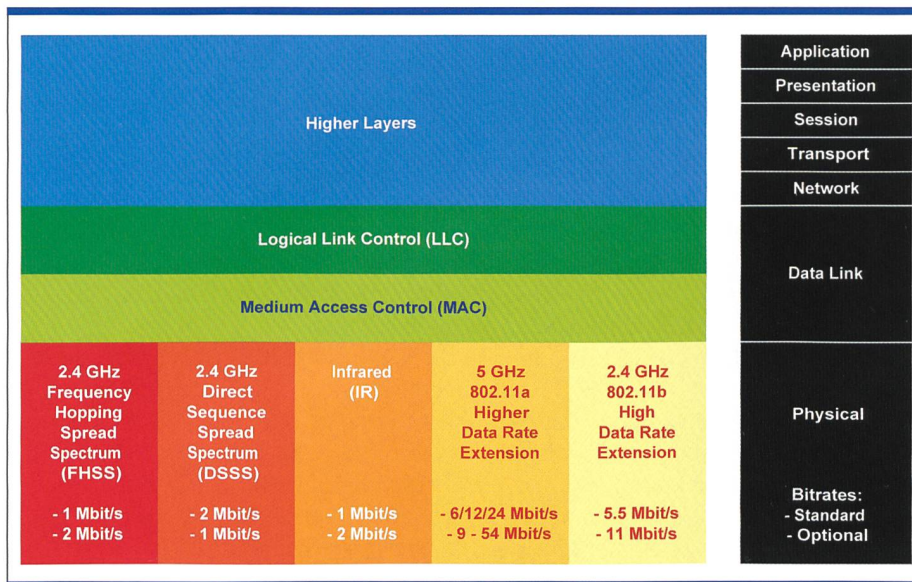 Higher Layers
Logical Link Control (LLC)
Medium Access Control (MAC)
2.4 GHz
Frequency
Hopping
Spread
Spectrum
(FHSS)
- 1 Mbit/s
- 2 Mbit/s
2.4 GHz
Direct
Sequence
Spread
Spectrum
(DSSS)
- 2 Mbit/s
- 1 Mbit/s
Infrared
(IR)
- 1 Mbit/s
- 2 Mbit/s
5 GHz
802.11a
Higher
Data Rate
Extension
- 6/12/24 Mbit/s
- 9 - 54 Mbit/s
2.4 GHz
802.11b
High
Data Rate
Extension
- 5.5 Mbit/s
- 11 Mbit/s
Application
Presentation
Session
Transport
Network
Data Link
Physical
Bitrates:
- Standard
- Optional